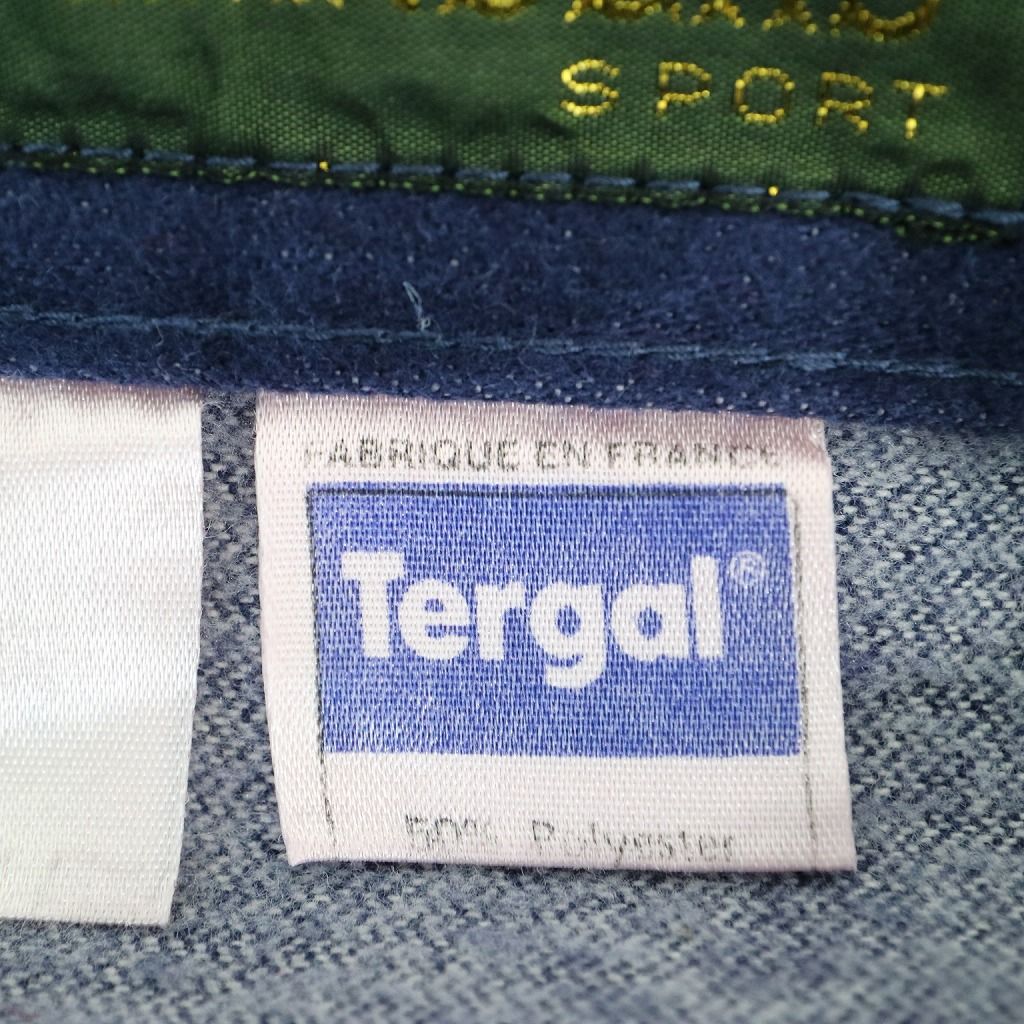 SPORT
FABRIQUE EN FRANCE
Tergal®
50% Polyester